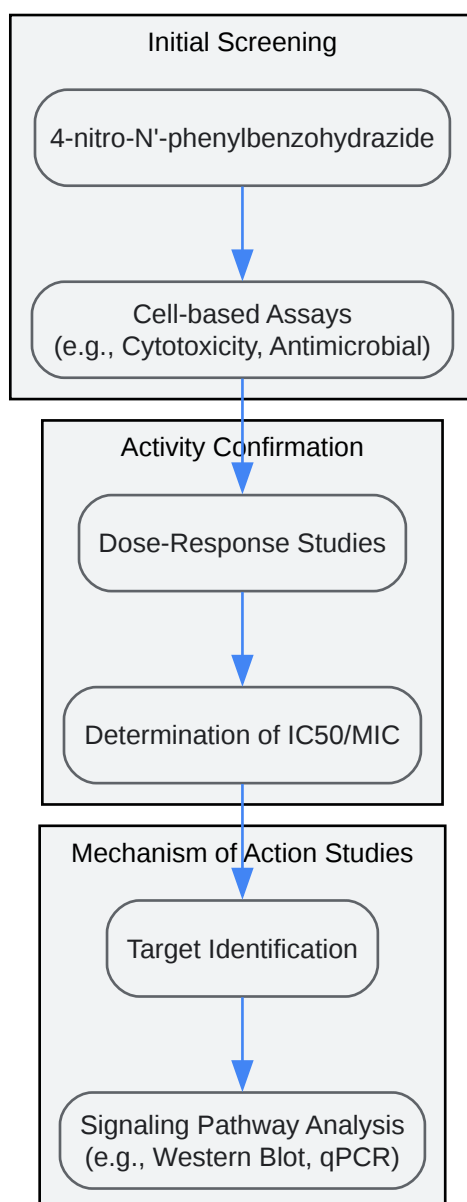 Initial Screening
4-nitro-N'-phenylbenzohydrazide
Cell-based Assays
(e.g., Cytotoxicity, Antimicrobial)
Activity Confirmation
Dose-Response Studies
Determination of IC50/MIC
Mechanism of Action Studies
Target Identification
Signaling Pathway Analysis
(e.g., Western Blot, qPCR)